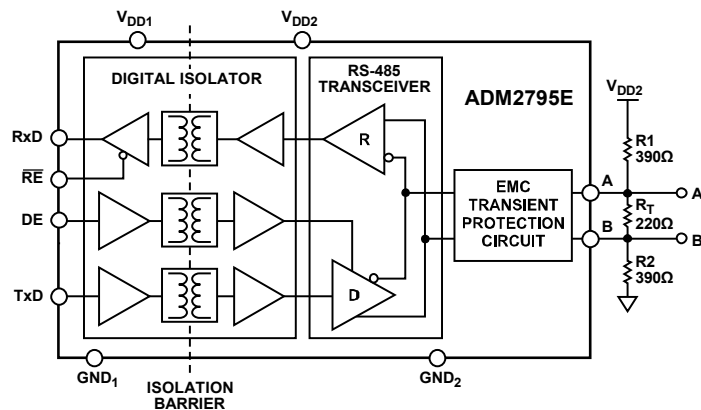 VDD1
VDD2
DIGITAL ISOLATOR
RS-485
TRANSCEIVER
ADM2795E
VDD2
RxD
R
R1
390Ω
RE
A
A
EMC
TRANSIENT
PROTECTION
CIRCUIT
RT
220Ω
DE
B
B
R2
390Ω
TxD
D
GND1
GND2
ISOLATION
BARRIER